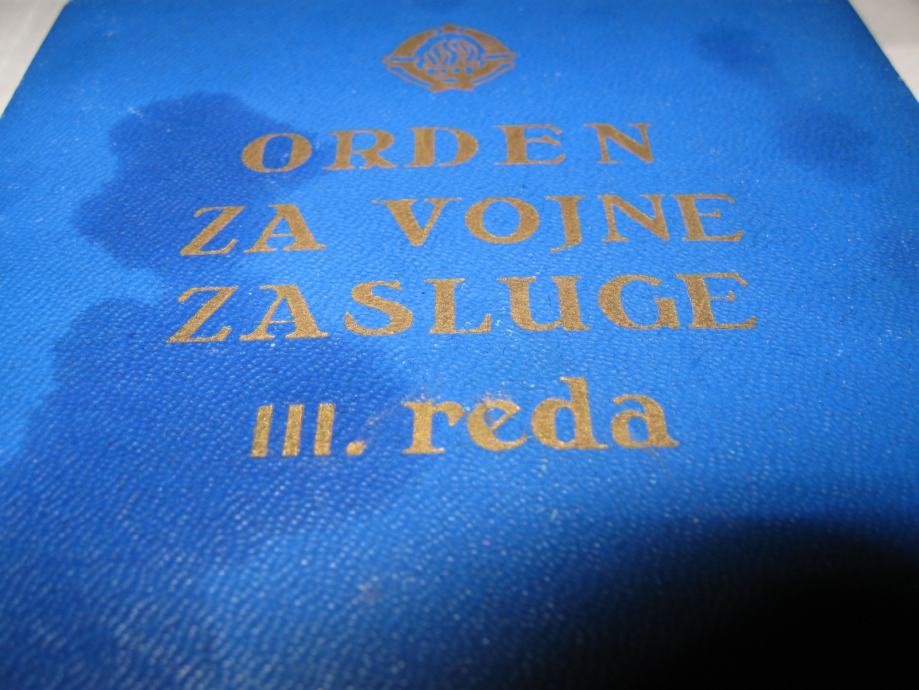 ORDEN
ZA VOJNE
ZASLUGE
III. reda